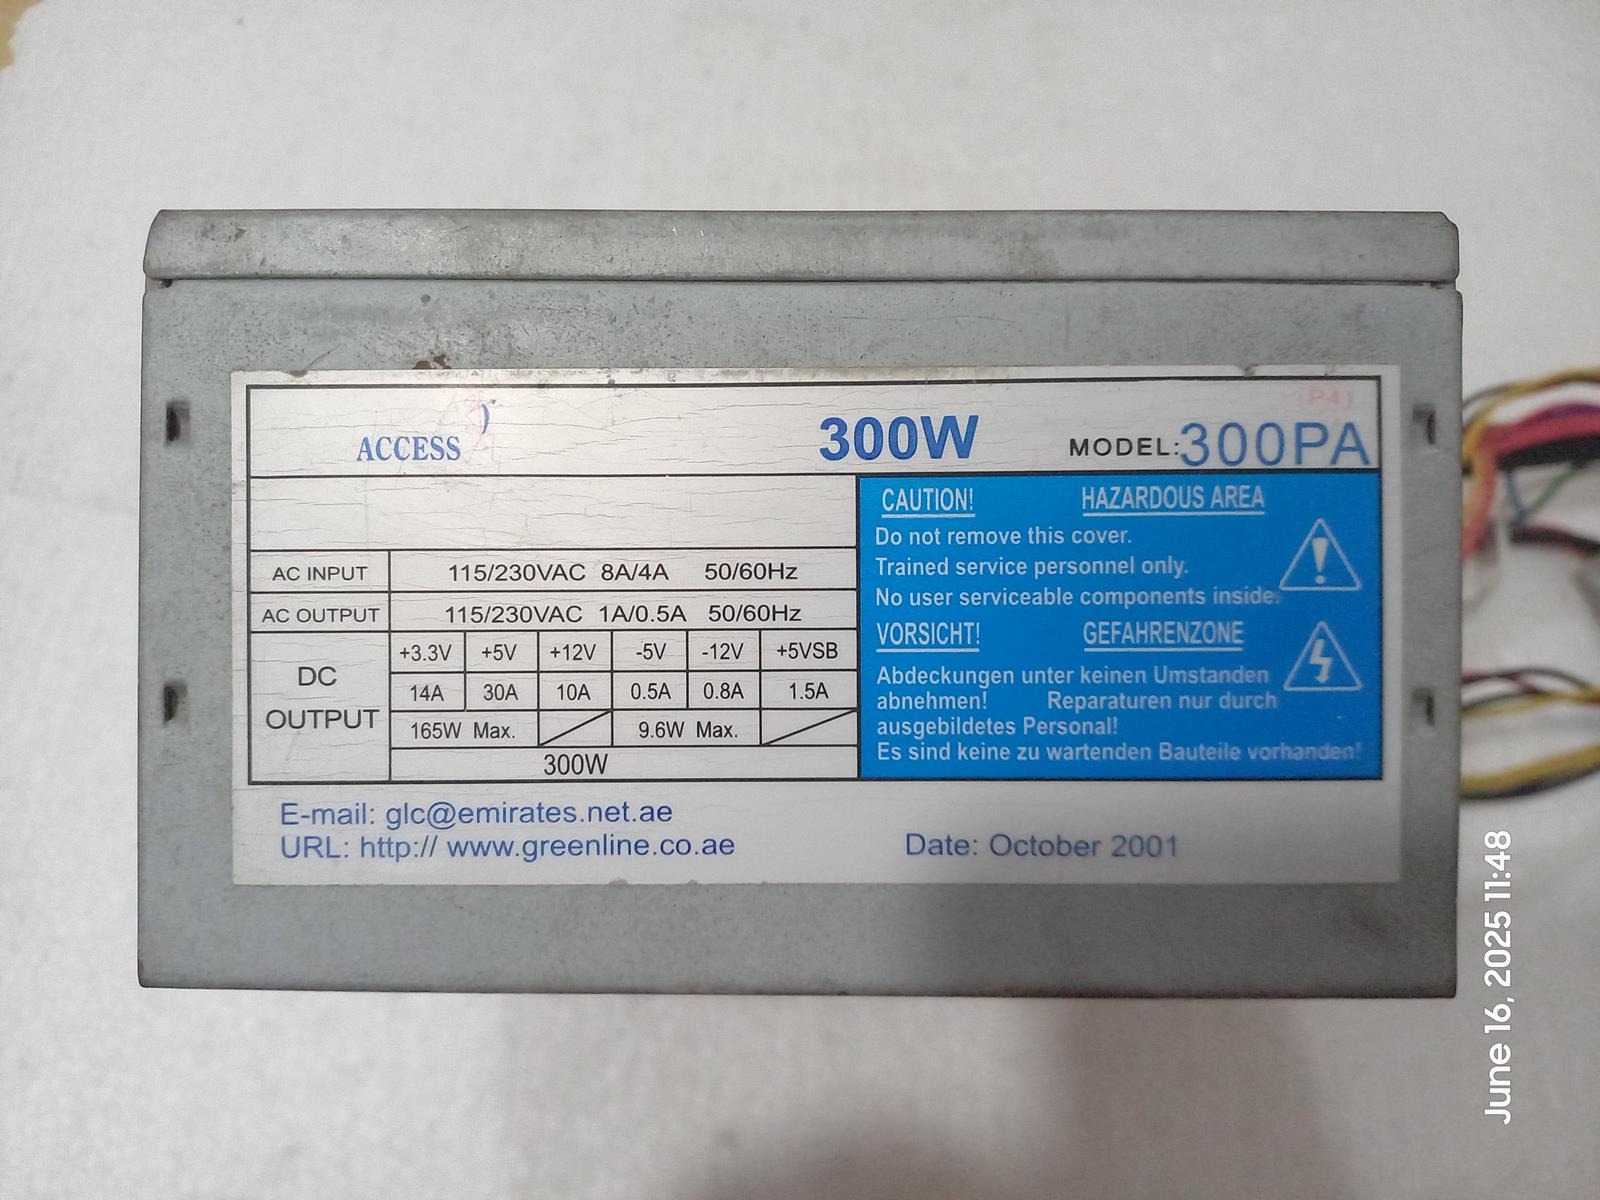 (P4)
ACCESS 300W MODEL:300PA
CAUTION! HAZARDOUS AREA
Do not remove this cover.
Trained service personnel only.
No user serviceable components inside.
VORSICHT! GEFAHRENZONE
Abdeckungen unter keinen Umstanden
abnehmen! Reparaturen nur durch
ausgebildetes Personal!
Es sind keine zu wartenden Bauteile vorhanden!
AC INPUT 115/230VAC 8A/4A 50/60Hz
AC OUTPUT 115/230VAC 1A/0.5A 50/60Hz
DC OUTPUT
+3.3V +5V +12V -5V -12V +5VSB
14A 30A 10A 0.5A 0.8A 1.5A
165W Max. 9.6W Max.
300W
E-mail: glc@emirates.net.ae
URL: http:// www.greenline.co.ae
Date: October 2001
June 16, 2025 11:48